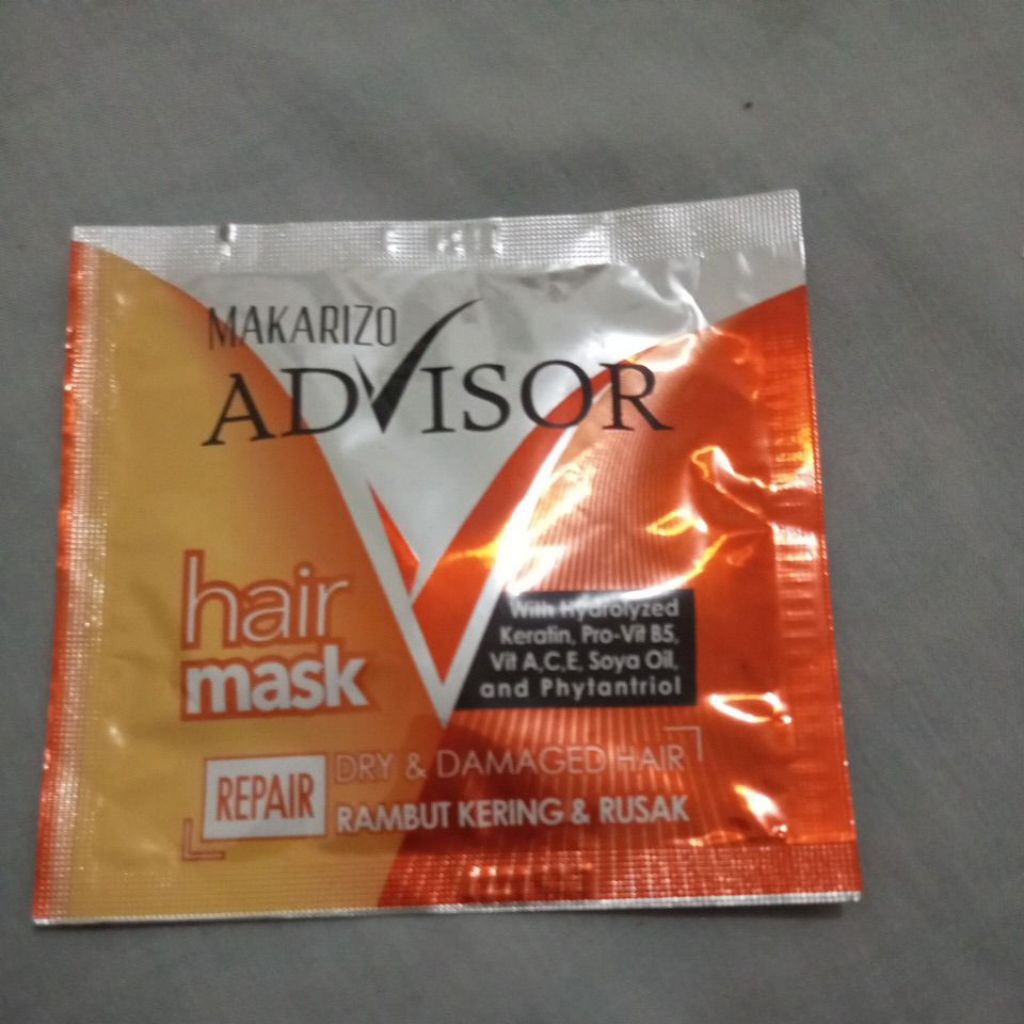 MAKARIZO
ADVISOR
hair
mask
With Hydrolyzed
Keratin, Pro-Vit B5,
Vit A,C,E, Soya Oil,
and Phytantriol
REPAIR
DRY & DAMAGED HAIR
RAMBUT KERING & RUSAK